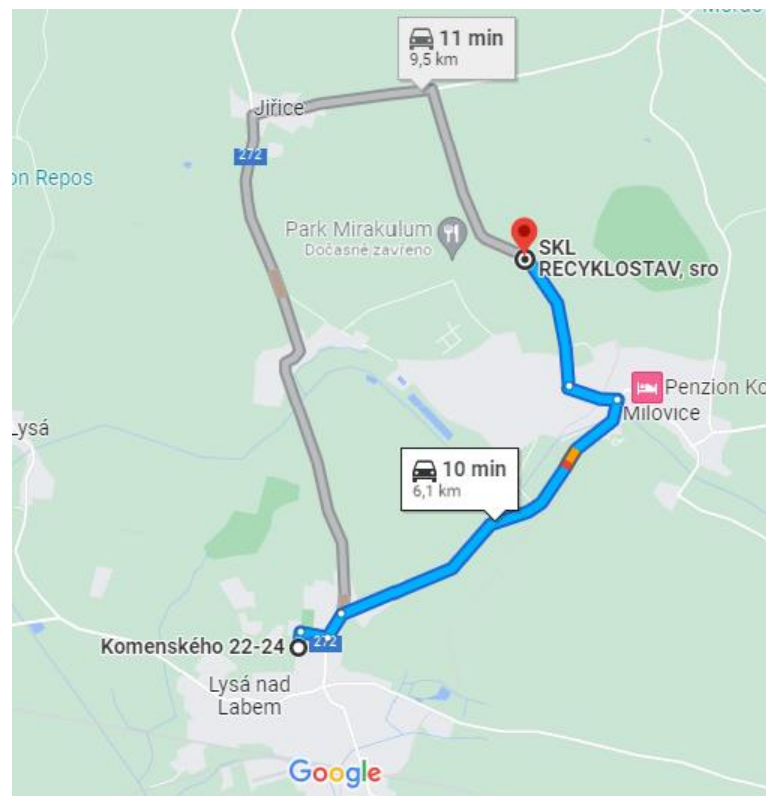 11 min
9,5 km
Jiřice
272
on Repos
Park Mirakulum
Dočasně zavřeno
SKL
RECYKLOSTAV, sro
Penzion Ko
Milovice
Lysá
10 min
6,1 km
Komenského 22-24
272
Lysá nad
Labem
Google